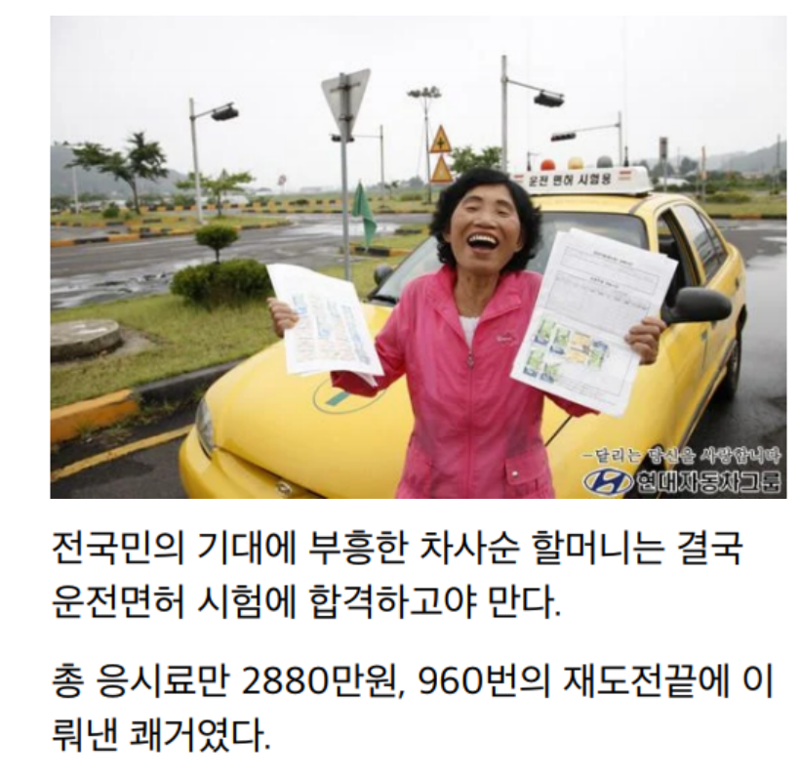 운전 면허 시험용
-달리는 당신을 사랑합니다
현대자동차그룹
전국민의 기대에 부흥한 차사순 할머니는 결국
운전면허 시험에 합격하고야 만다.
총 응시료만 2880만원, 960번의 재도전끝에 이
뤄낸 쾌거였다.